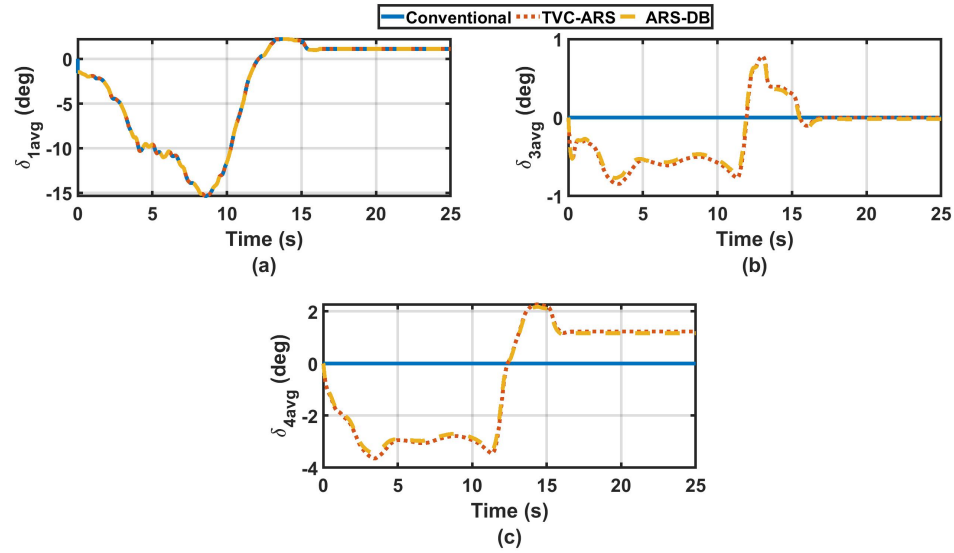 Conventional TVC-ARS ARS-DB
δ1avg (deg)
0
-5
-10
-15
0 5 10 15 20 25
Time (s)
(a)
δ3avg (deg)
1
0
-1
0 5 10 15 20 25
Time (s)
(b)
δ4avg (deg)
2
0
-2
-4
0 5 10 15 20 25
Time (s)
(c)